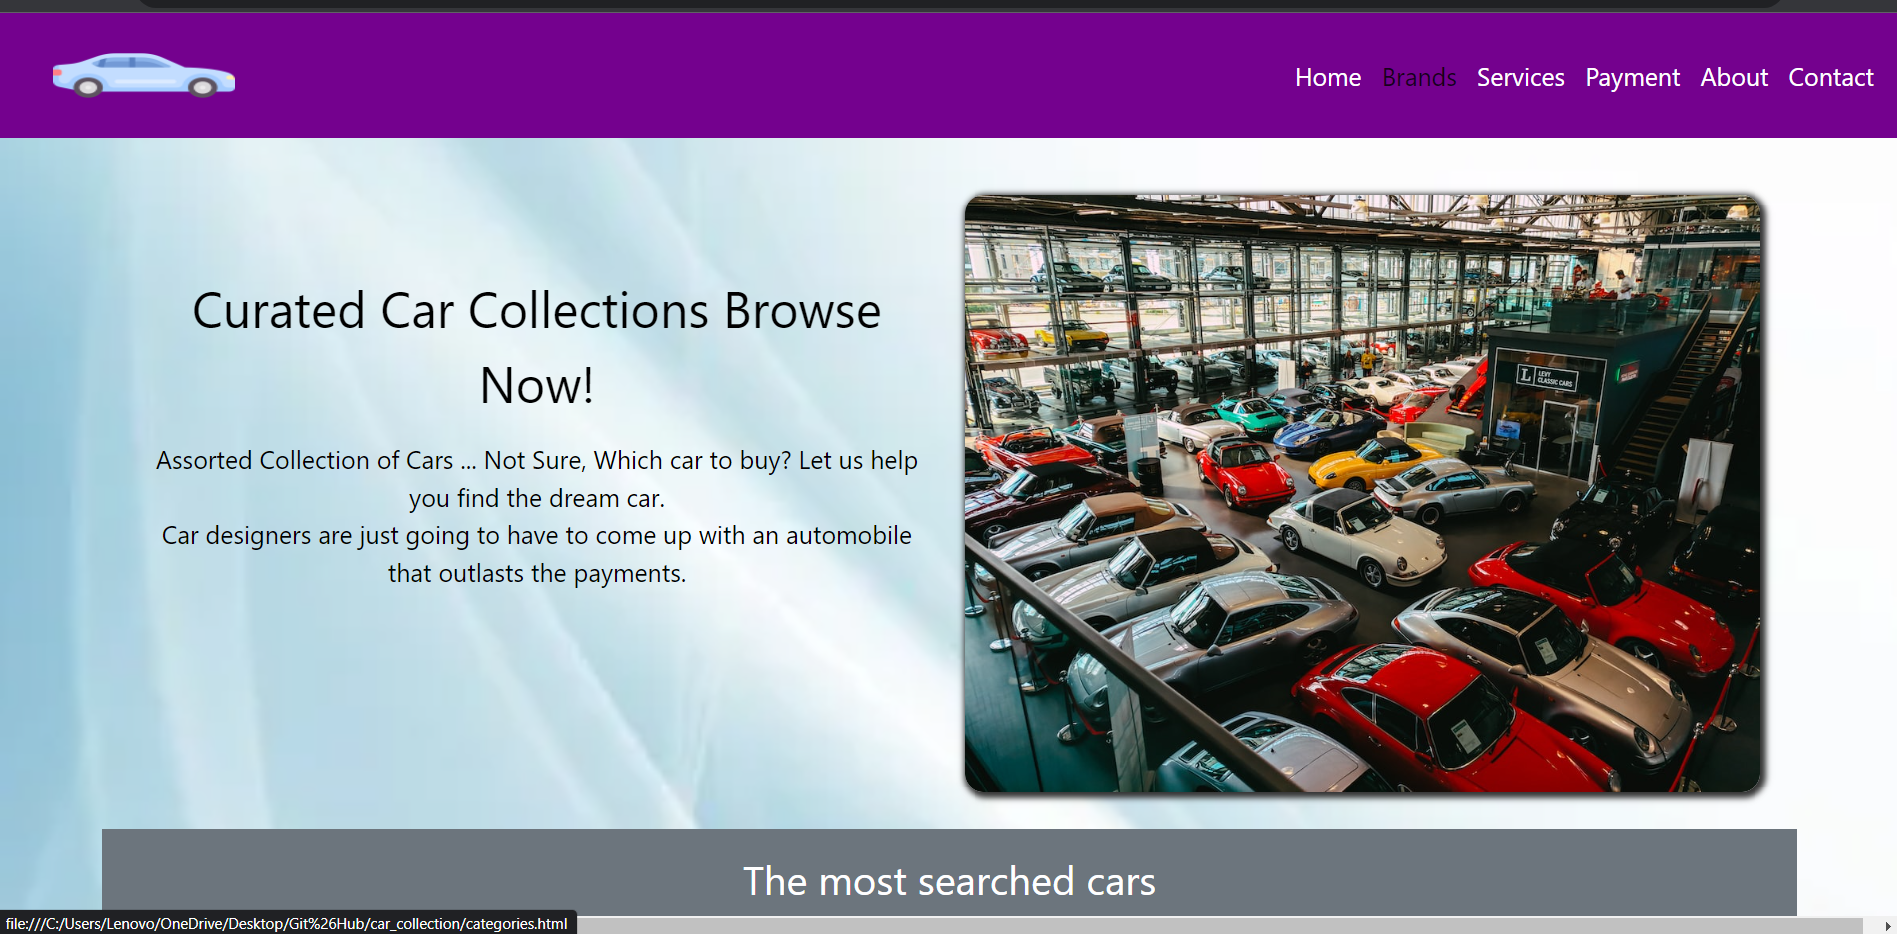 Home Brands Services Payment About Contact
Curated Car Collections Browse
Now!
Assorted Collection of Cars ... Not Sure, Which car to buy? Let us help
you find the dream car.
Car designers are just going to have to come up with an automobile
that outlasts the payments.
L LEVY
CLASSIC CARS
The most searched cars
file:///C:/Users/Lenovo/OneDrive/Desktop/Git%26Hub/car_collection/categories.html